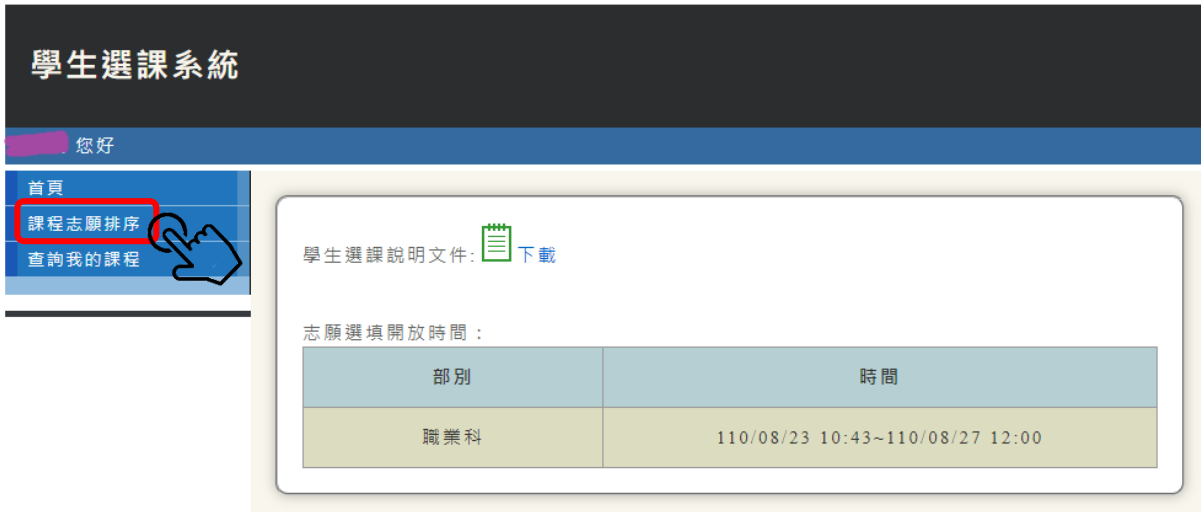 學生選課系統
您好
首頁
課程志願排序
查詢我的課程
學生選課說明文件: 下載
志願選填開放時間：
部別 時間
職業科 110/08/23 10:43~110/08/27 12:00